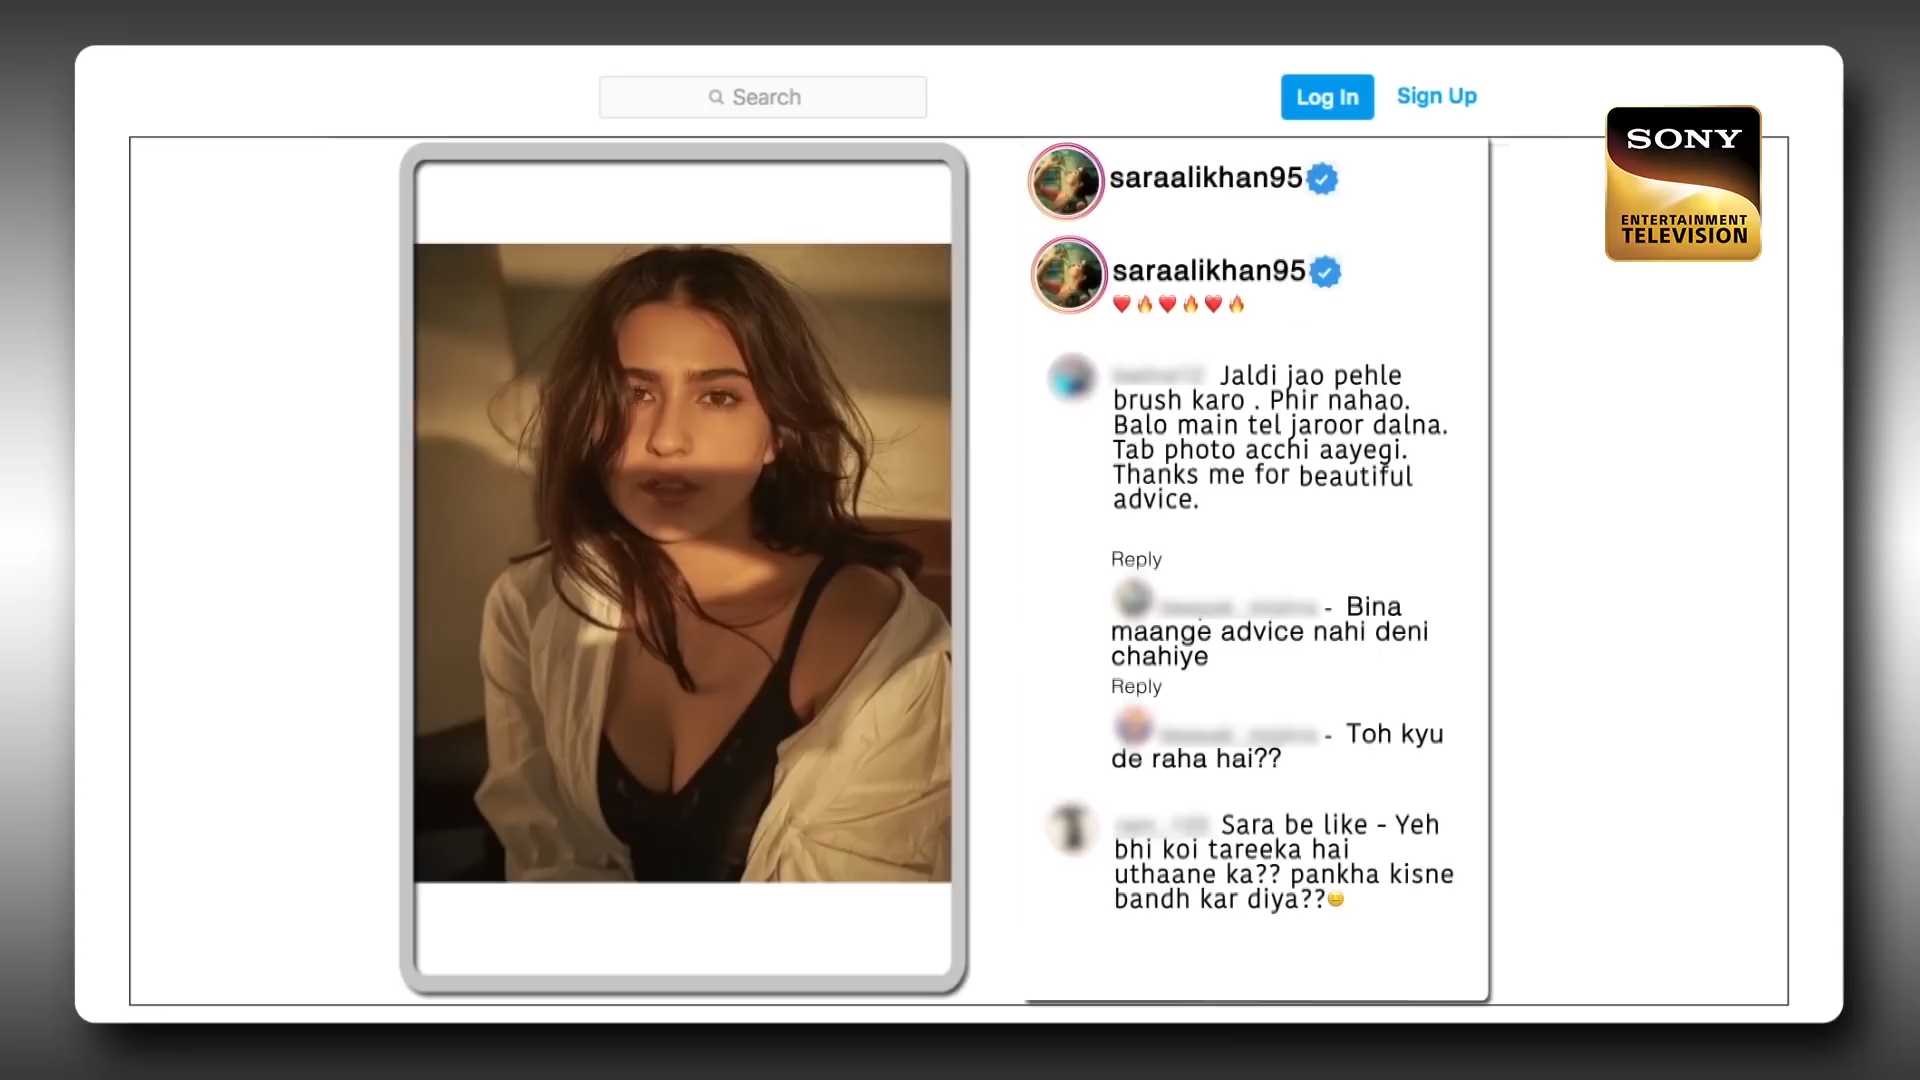 Search
Log In
Sign Up
SONY
ENTERTAINMENT
TELEVISION
saraalikhan95
saraalikhan95
❤️🔥❤️🔥❤️🔥
Jaldi jao pehle
brush karo . Phir nahao.
Balo main tel jaroor dalna.
Tab photo acchi aayegi.
Thanks me for beautiful
advice.
Reply
- Bina
maange advice nahi deni
chahiye
Reply
- Toh kyu
de raha hai??
Sara be like - Yeh
bhi koi tareeka hai
uthaane ka?? pankha kisne
bandh kar diya??😑